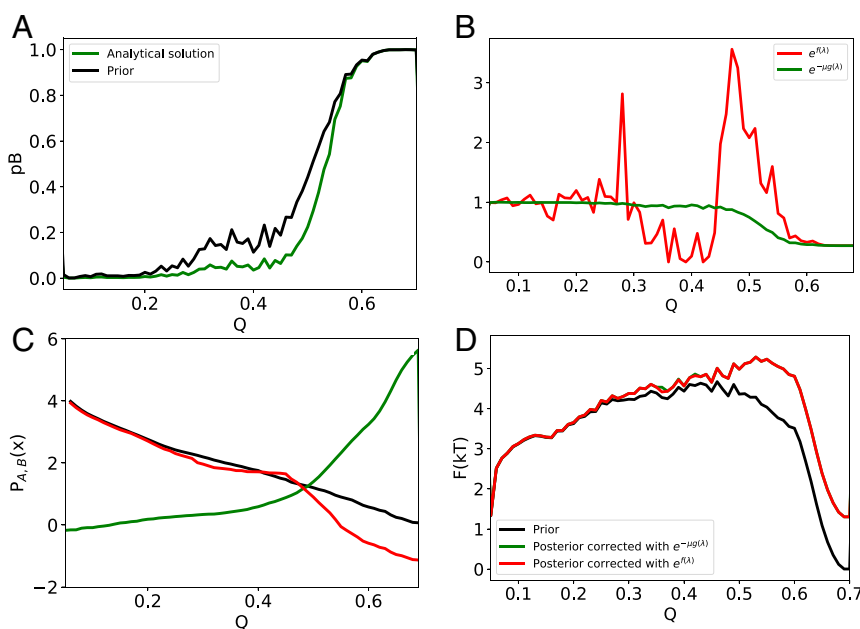 A
Analytical solution
Prior
pB
1.0
0.8
0.6
0.4
0.2
0.0
0.2
0.4
0.6
Q
B
e^{f(λ)}
e^{-μg(λ)}
3
2
1
0
0.1
0.2
0.3
0.4
0.5
0.6
Q
C
P_{A, B}(x)
6
4
2
0
−2
0.2
0.4
0.6
Q
D
F(kT)
5
4
3
2
1
0
Prior
Posterior corrected with e^{-μg(λ)}
Posterior corrected with e^{f(λ)}
0.1
0.2
0.3
0.4
0.5
0.6
0.7
Q